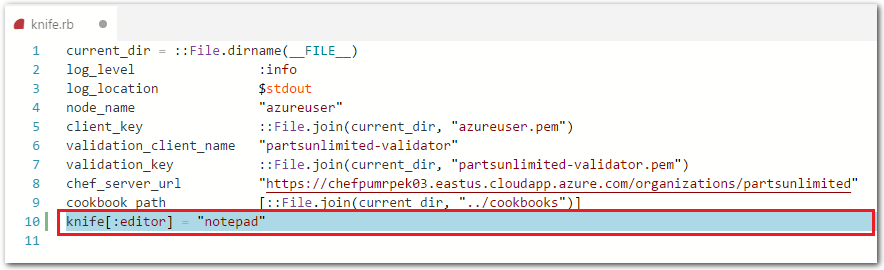 knife.rb
1 current_dir = ::File.dirname(__FILE__)
2 log_level :info
3 log_location $stdout
4 node_name "azureuser"
5 client_key ::File.join(current_dir, "azureuser.pem")
6 validation_client_name "partsunlimited-validator"
7 validation_key ::File.join(current_dir, "partsunlimited-validator.pem")
8 chef_server_url "https://chefpumrpek03.eastus.cloudapp.azure.com/organizations/partsunlimited"
9 cookbook_path [::File.join(current_dir, "../cookbooks")]
10 knife[:editor] = "notepad"
11